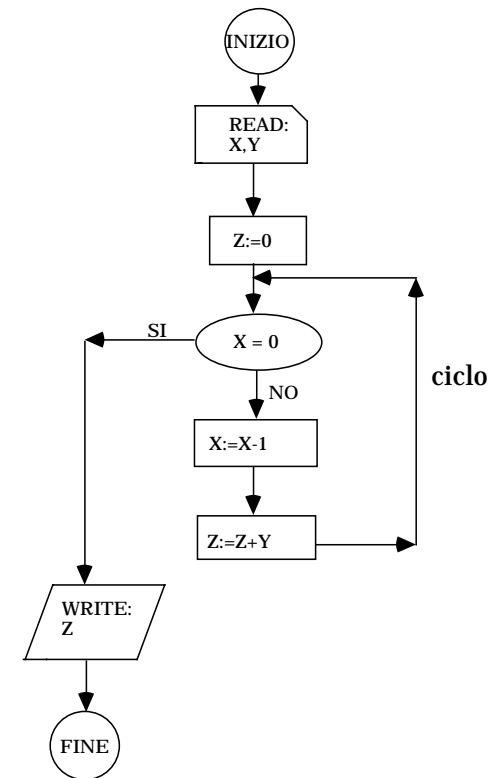 INIZIO
READ:
X,Y
Z:=0
SI
X = 0
ciclo
NO
X:=X-1
Z:=Z+Y
WRITE:
Z
FINE